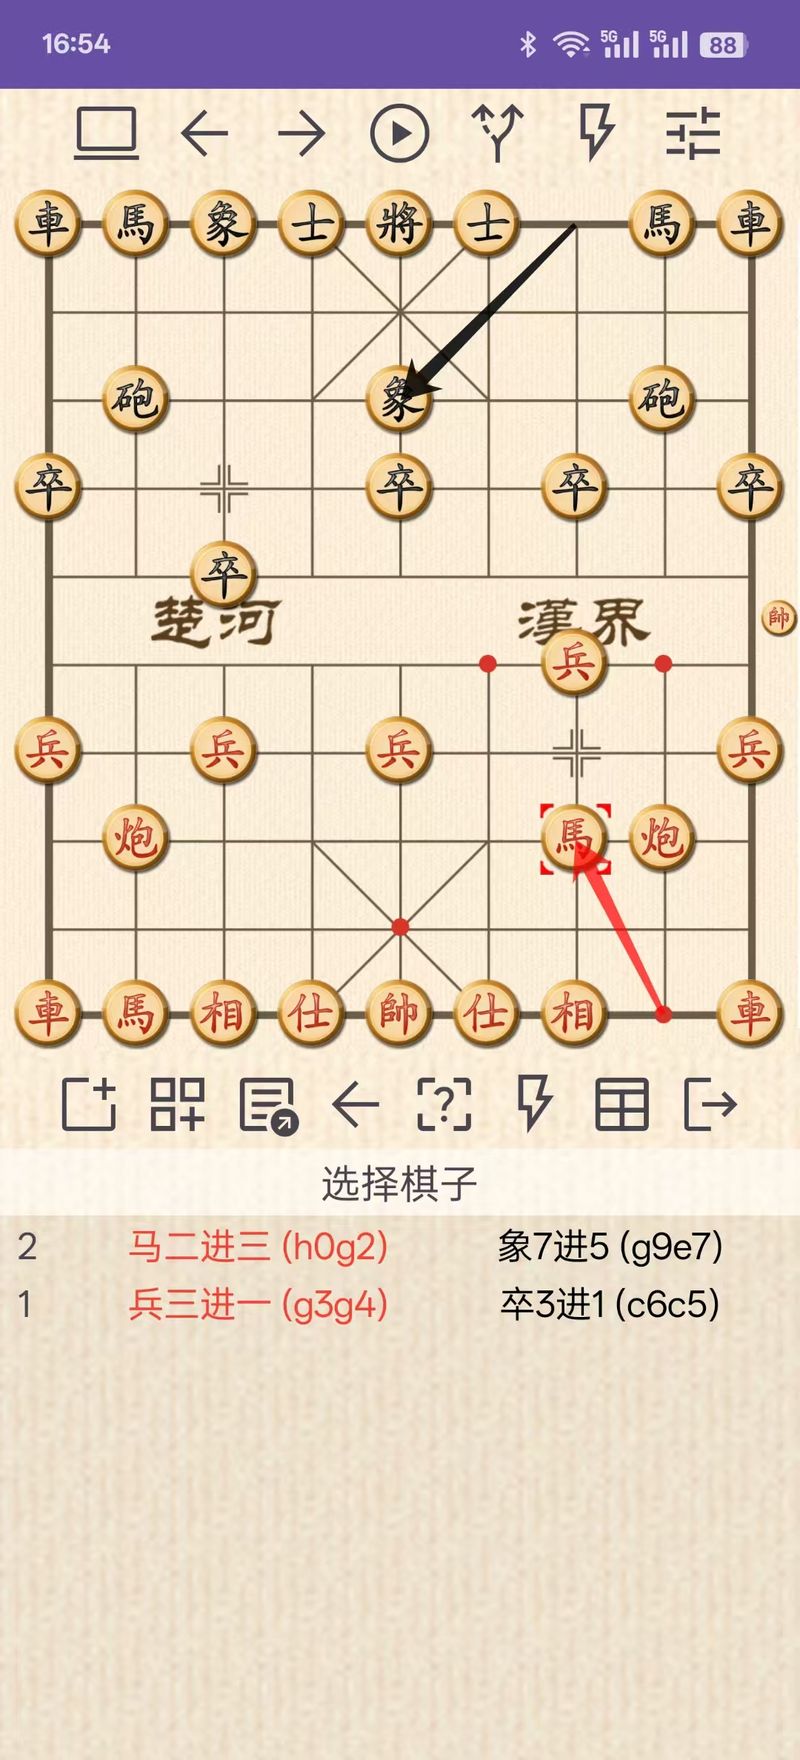 16:54
5G 5G 88
車 馬 象 士 將 士 馬 車
砲 象 砲
卒 卒 卒 卒
卒
楚河 漢界
帥
兵
兵 兵 兵 兵
炮 馬 炮
車 馬 相 仕 帥 仕 相 車
?
选择棋子
2 马二进三 (h0g2) 象7进5 (g9e7)
1 兵三进一 (g3g4) 卒3进1 (c6c5)